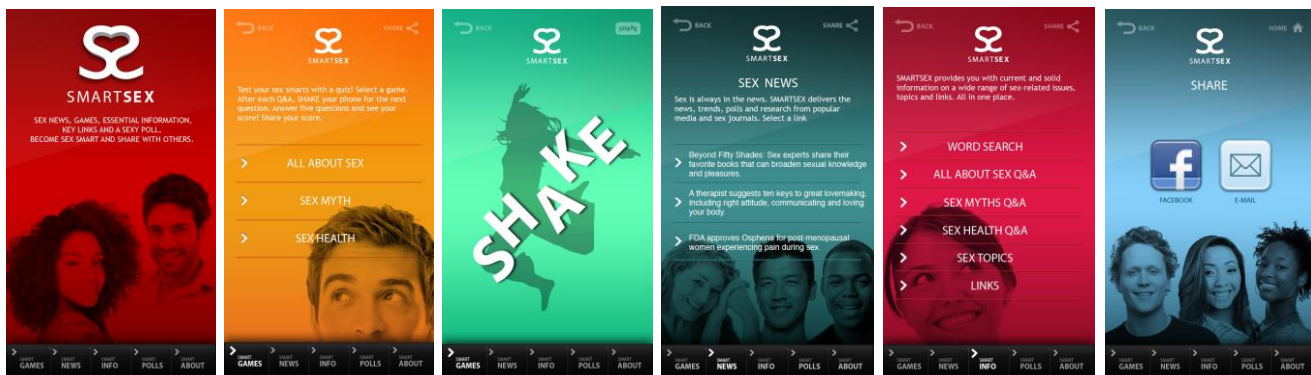 SMARTSEX
SEX NEWS, GAMES, ESSENTIAL INFORMATION,
KEY LINKS AND A SEXY POLL.
BECOME SEX SMART AND SHARE WITH OTHERS.
SMART GAMES
SMART NEWS
SMART INFO
SMART POLLS
SMART ABOUT
BACK
SHARE
SMARTSEX
Test your sex smarts with a quiz! Select a game.
After each Q&A, SHAKE your phone for the next
question. Answer five questions and see your
score! Share your score.
ALL ABOUT SEX
SEX MYTH
SEX HEALTH
SMART GAMES
SMART NEWS
SMART INFO
SMART POLLS
SMART ABOUT
BACK
SHAKE
SMARTSEX
SHAKE
SMART GAMES
SMART NEWS
SMART INFO
SMART POLLS
SMART ABOUT
BACK
SHARE
SMARTSEX
SEX NEWS
Sex is always in the news. SMARTSEX delivers the
news, trends, polls and research from popular
media and sex journals. Select a link
Beyond Fifty Shades: Sex experts share their
favorite books that can broaden sexual knowledge
and pleasures.
A therapist suggests ten keys to great lovemaking.
Including right attitude, communicating and loving
your body.
FDA approves Osphena for post-menopausal
women experiencing pain during sex.
SMART GAMES
SMART NEWS
SMART INFO
SMART POLLS
SMART ABOUT
BACK
SHARE
SMARTSEX
SMARTSEX provides you with current and solid
information on a wide range of sex-related issues,
topics and links. All in one place.
WORD SEARCH
ALL ABOUT SEX Q&A
SEX MYTHS Q&A
SEX HEALTH Q&A
SEX TOPICS
LINKS
SMART GAMES
SMART NEWS
SMART INFO
SMART POLLS
SMART ABOUT
BACK
HOME
SMARTSEX
SHARE
FACEBOOK
E-MAIL
SMART GAMES
SMART NEWS
SMART INFO
SMART POLLS
SMART ABOUT